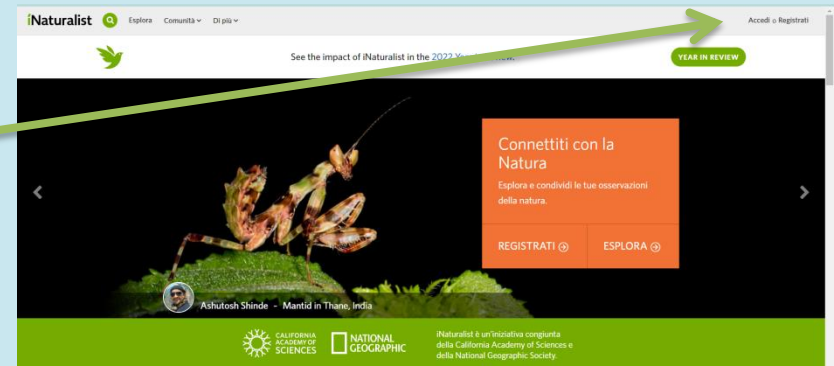 iNaturalist Esplora Comunità Di più Accedi o Registrati
See the impact of iNaturalist in the 2022
YEAR IN REVIEW
Connettiti con la
Natura
Esplora e condividi le tue osservazioni
della natura.
REGISTRATI ESPLORA
Ashutosh Shinde - Mantid in Thane, India
CALIFORNIA
ACADEMY OF
SCIENCES
NATIONAL
GEOGRAPHIC
iNaturalist è un'iniziativa congiunta
della California Academy of Sciences e
della National Geographic Society.